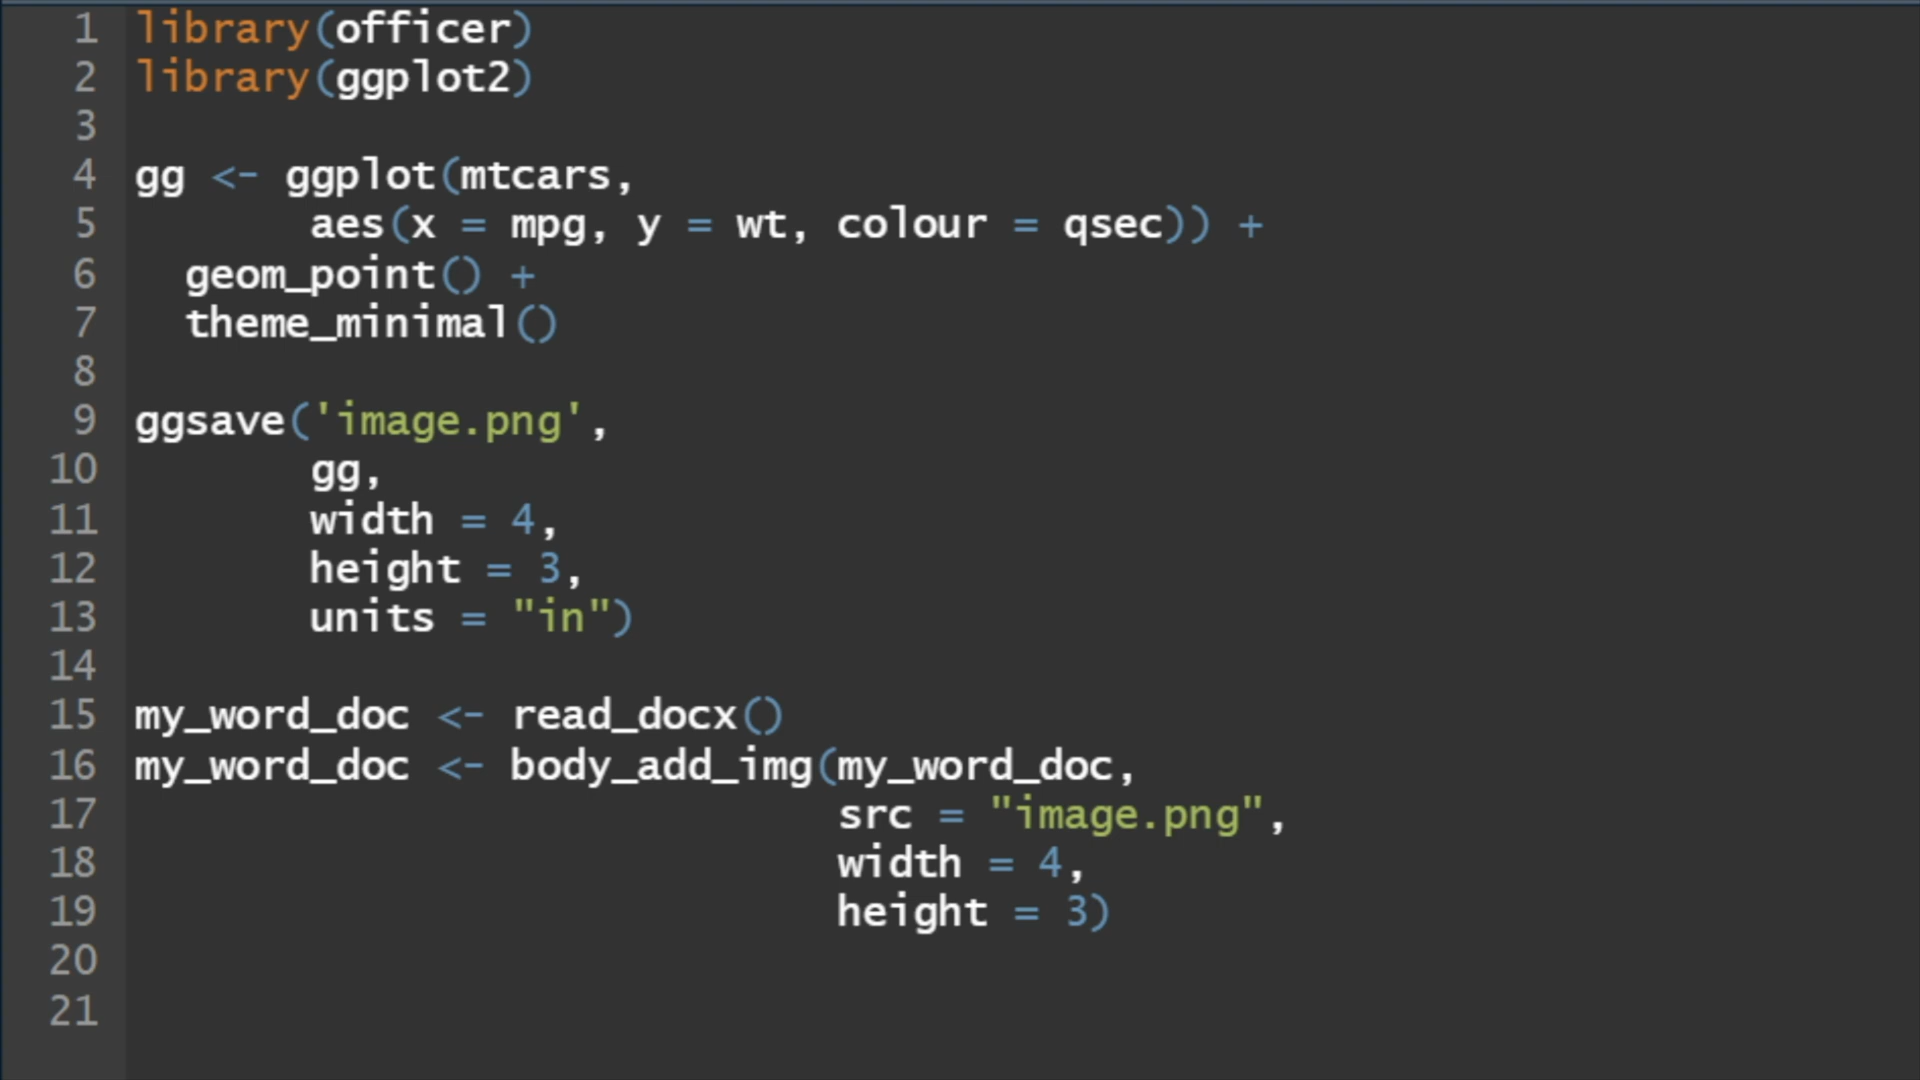 1 library(officer)
2 library(ggplot2)
3
4 gg <- ggplot(mtcars,
5        aes(x = mpg, y = wt, colour = qsec)) +
6   geom_point() +
7   theme_minimal()
8
9 ggsave('image.png',
10        gg,
11        width = 4,
12        height = 3,
13        units = "in")
14
15 my_word_doc <- read_docx()
16 my_word_doc <- body_add_img(my_word_doc,
17                             src = "image.png",
18                             width = 4,
19                             height = 3)
20
21